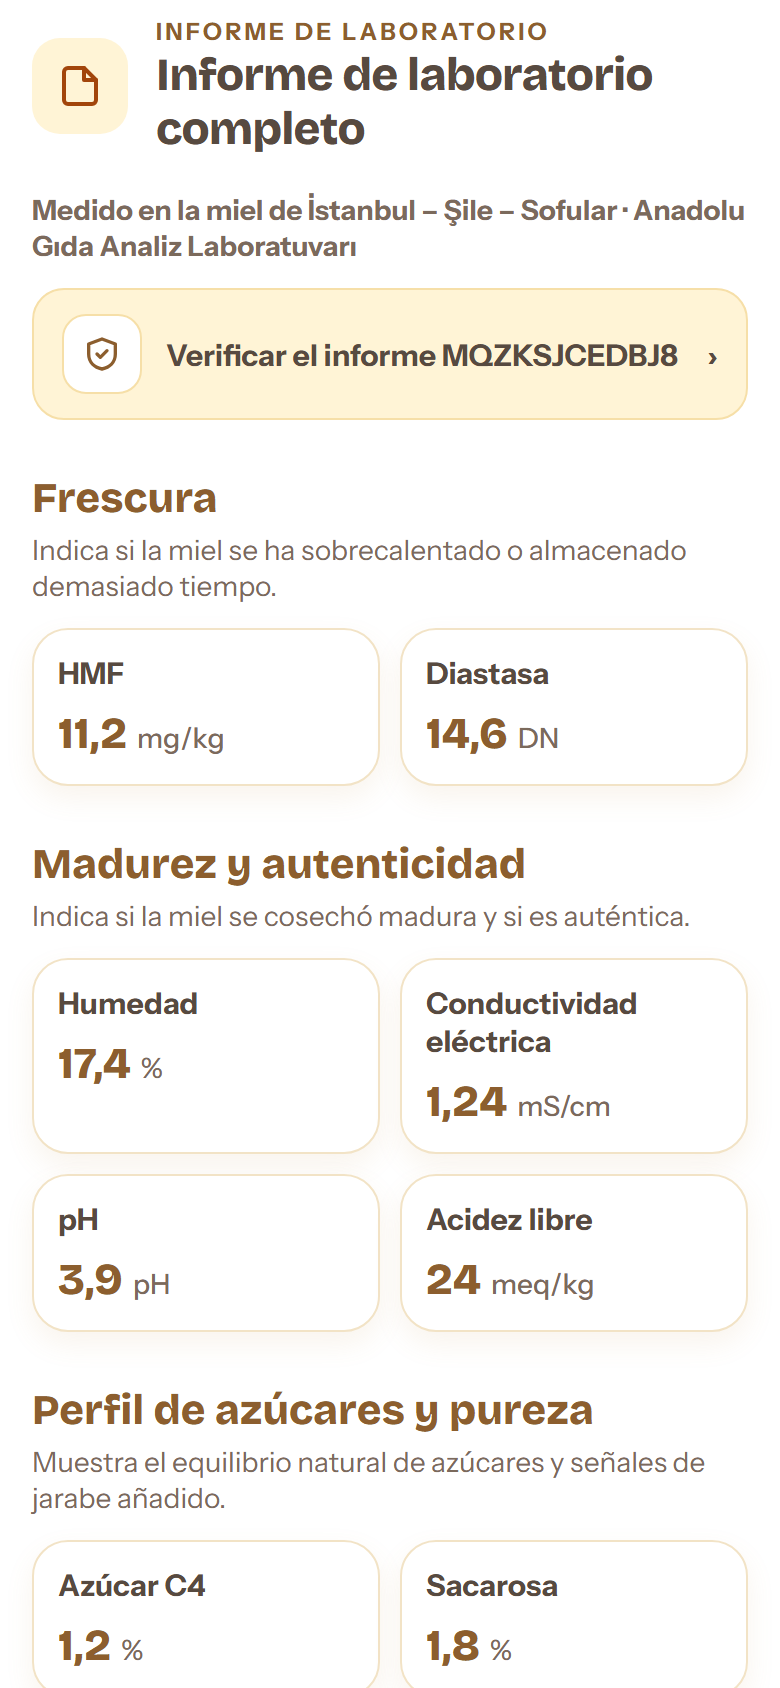 INFORME DE LABORATORIO
Informe de laboratorio
completo
Medido en la miel de İstanbul – Şile – Sofular · Anadolu
Gıda Analiz Laboratuvarı
Verificar el informe MQZKSJCEDBJ8 ›
Frescura
Indica si la miel se ha sobrecalentado o almacenado
demasiado tiempo.
HMF
11,2 mg/kg
Diastasa
14,6 DN
Madurez y autenticidad
Indica si la miel se cosechó madura y si es auténtica.
Humedad
17,4 %
Conductividad
eléctrica
1,24 mS/cm
pH
3,9 pH
Acidez libre
24 meq/kg
Perfil de azúcares y pureza
Muestra el equilibrio natural de azúcares y señales de
jarabe añadido.
Azúcar C4
1,2 %
Sacarosa
1,8 %